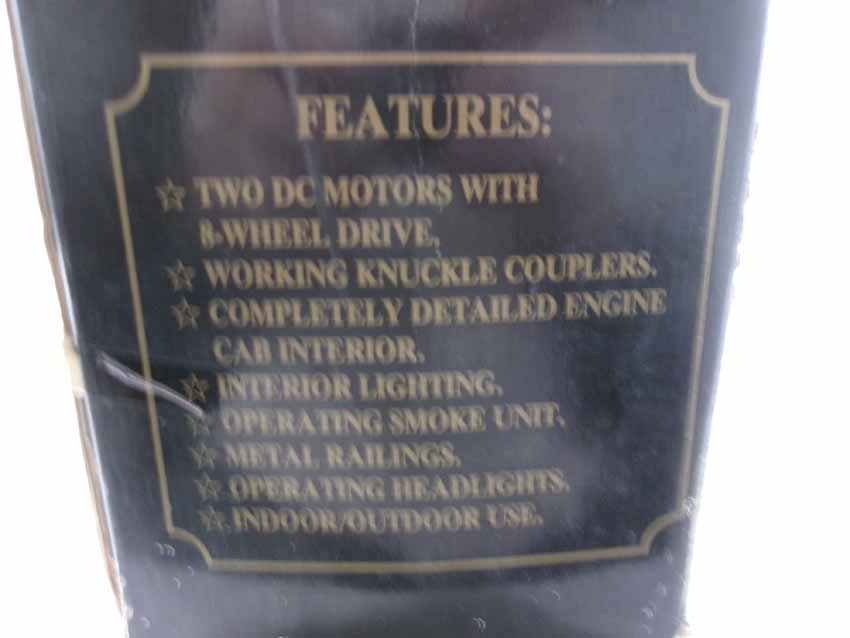 FEATURES:
☆ TWO DC MOTORS WITH
8-WHEEL DRIVE.
☆ WORKING KNUCKLE COUPLERS.
☆ COMPLETELY DETAILED ENGINE
CAB INTERIOR.
☆ INTERIOR LIGHTING.
☆ OPERATING SMOKE UNIT.
☆ METAL RAILINGS.
☆ OPERATING HEADLIGHTS.
☆ INDOOR/OUTDOOR USE.